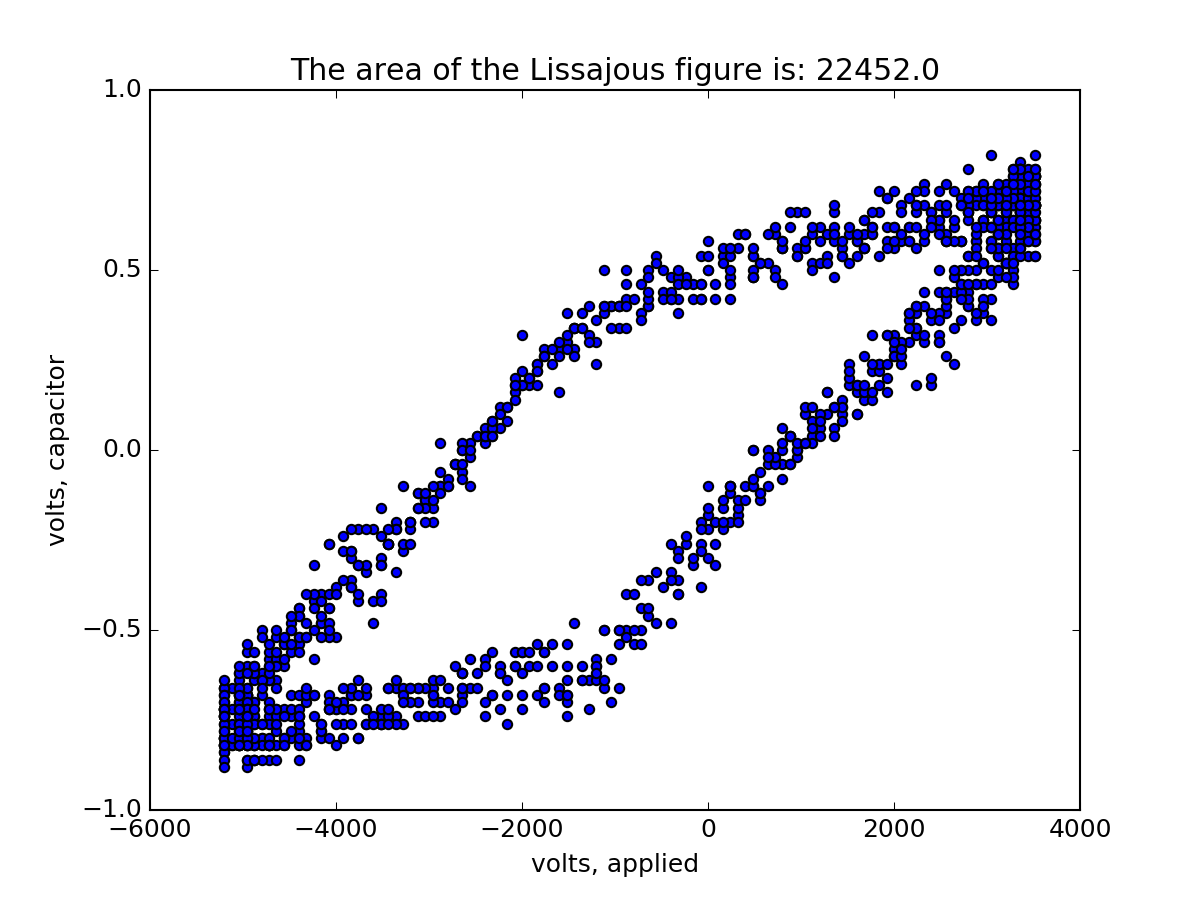 The area of the Lissajous figure is: 22452.0
1.0
0.5
0.0
−0.5
−1.0
volts, capacitor
−6000 −4000 −2000 0 2000 4000
volts, applied